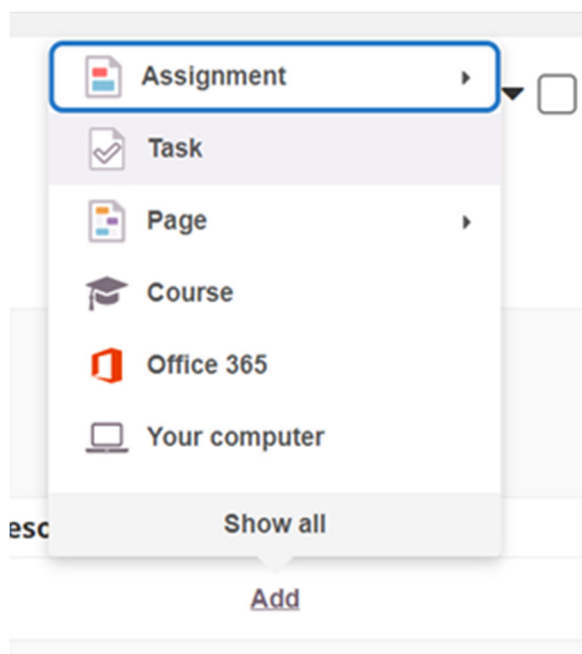 Assignment
Task
Page
Course
Office 365
Your computer
Show all
esc
Add